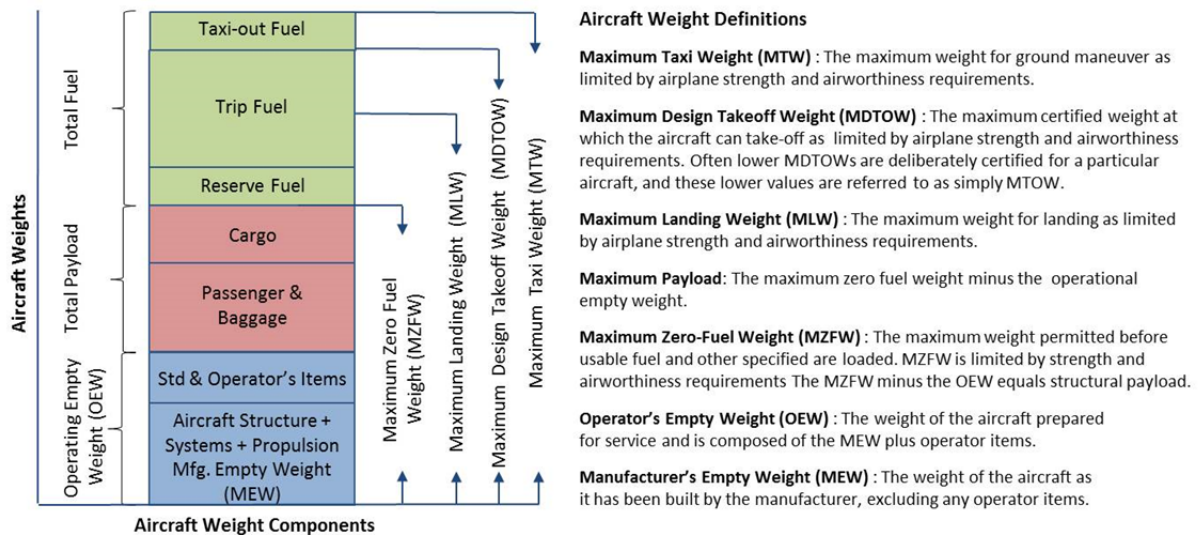 Aircraft Weights
Total Fuel
Total Payload
Operating Empty
Weight (OEW)
Taxi-out Fuel
Trip Fuel
Reserve Fuel
Cargo
Passenger &
Baggage
Std & Operator's Items
Aircraft Structure +
Systems + Propulsion
Mfg. Empty Weight
(MEW)
Maximum Zero Fuel
Weight (MZFW)
Maximum Landing Weight (MLW)
Maximum Design Takeoff Weight (MDTOW)
Maximum Taxi Weight (MTW)
Aircraft Weight Components
Aircraft Weight Definitions
Maximum Taxi Weight (MTW) : The maximum weight for ground maneuver as
limited by airplane strength and airworthiness requirements.
Maximum Design Takeoff Weight (MDTOW) : The maximum certified weight at
which the aircraft can take-off as limited by airplane strength and airworthiness
requirements. Often lower MDTOWs are deliberately certified for a particular
aircraft, and these lower values are referred to as simply MTOW.
Maximum Landing Weight (MLW) : The maximum weight for landing as limited
by airplane strength and airworthiness requirements.
Maximum Payload: The maximum zero fuel weight minus the operational
empty weight.
Maximum Zero-Fuel Weight (MZFW) : The maximum weight permitted before
usable fuel and other specified are loaded. MZFW is limited by strength and
airworthiness requirements The MZFW minus the OEW equals structural payload.
Operator's Empty Weight (OEW) : The weight of the aircraft prepared
for service and is composed of the MEW plus operator items.
Manufacturer's Empty Weight (MEW) : The weight of the aircraft as
it has been built by the manufacturer, excluding any operator items.